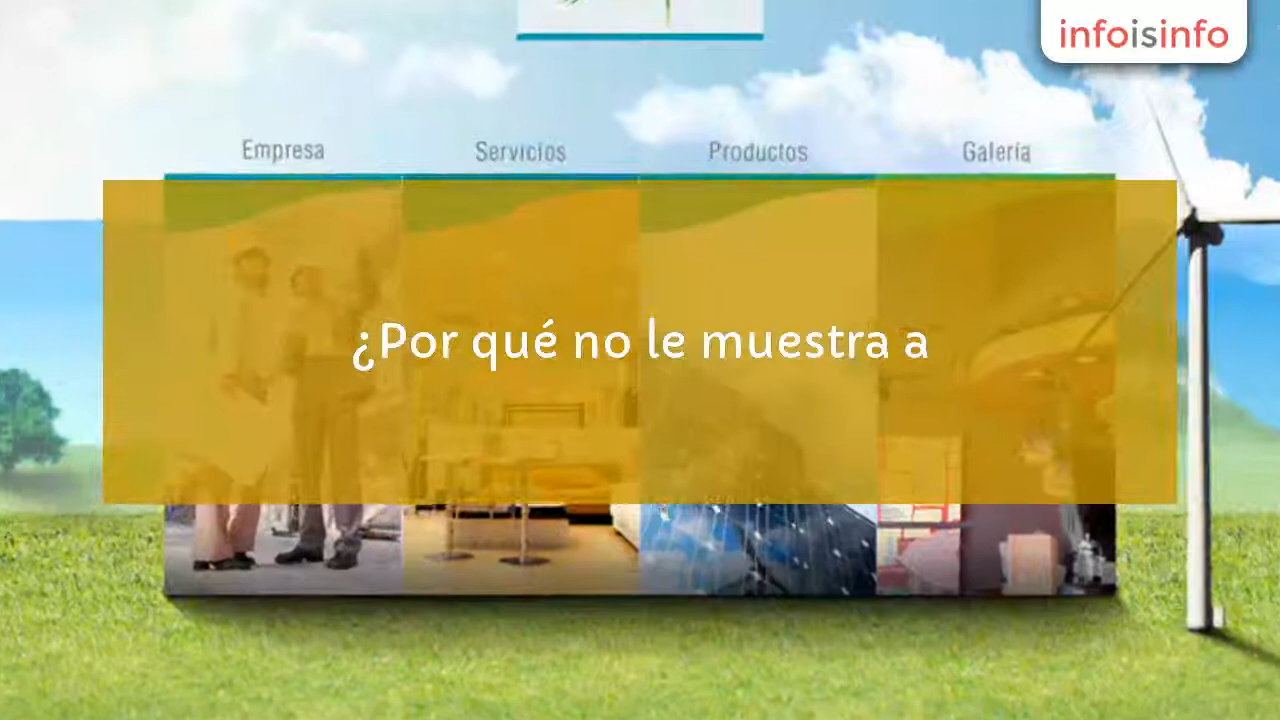 infoisinfo
Empresa Servicios Productos Galería
¿Por qué no le muestra a